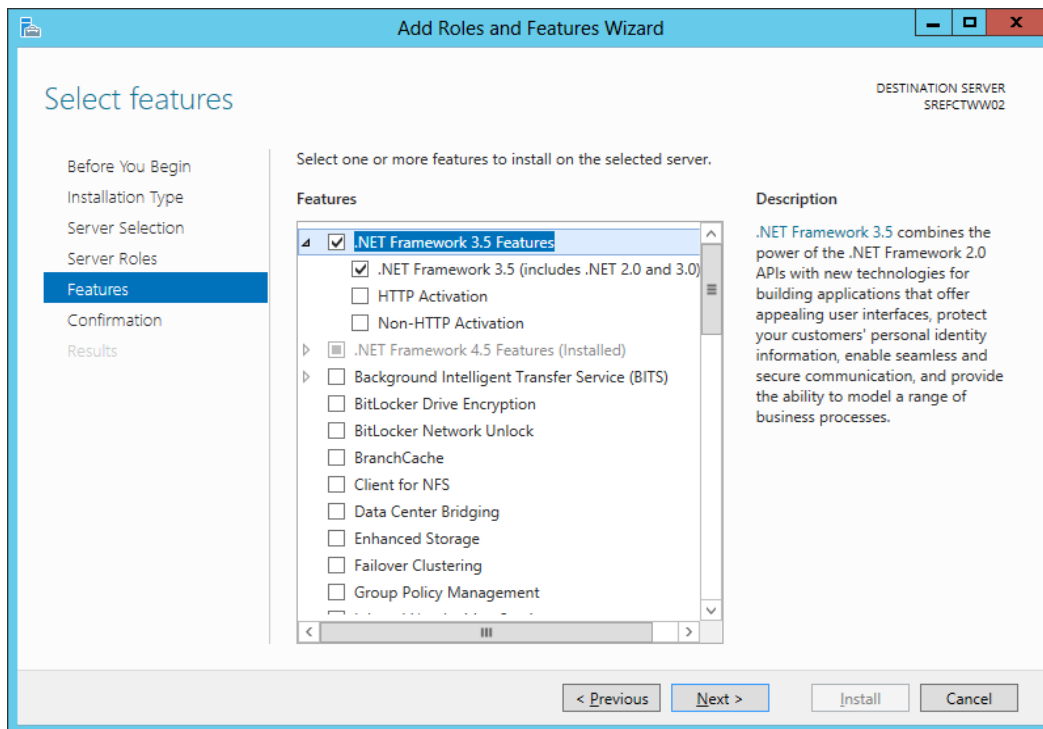 Add Roles and Features Wizard
Select features
DESTINATION SERVER
SREFCTWW02
Before You Begin
Installation Type
Server Selection
Server Roles
Features
Confirmation
Results
Select one or more features to install on the selected server.
Features
.NET Framework 3.5 Features
.NET Framework 3.5 (includes .NET 2.0 and 3.0)
HTTP Activation
Non-HTTP Activation
.NET Framework 4.5 Features (Installed)
Background Intelligent Transfer Service (BITS)
BitLocker Drive Encryption
BitLocker Network Unlock
BranchCache
Client for NFS
Data Center Bridging
Enhanced Storage
Failover Clustering
Group Policy Management
Description
.NET Framework 3.5 combines the
power of the .NET Framework 2.0
APIs with new technologies for
building applications that offer
appealing user interfaces, protect
your customers' personal identity
information, enable seamless and
secure communication, and provide
the ability to model a range of
business processes.
< Previous
Next >
Install
Cancel